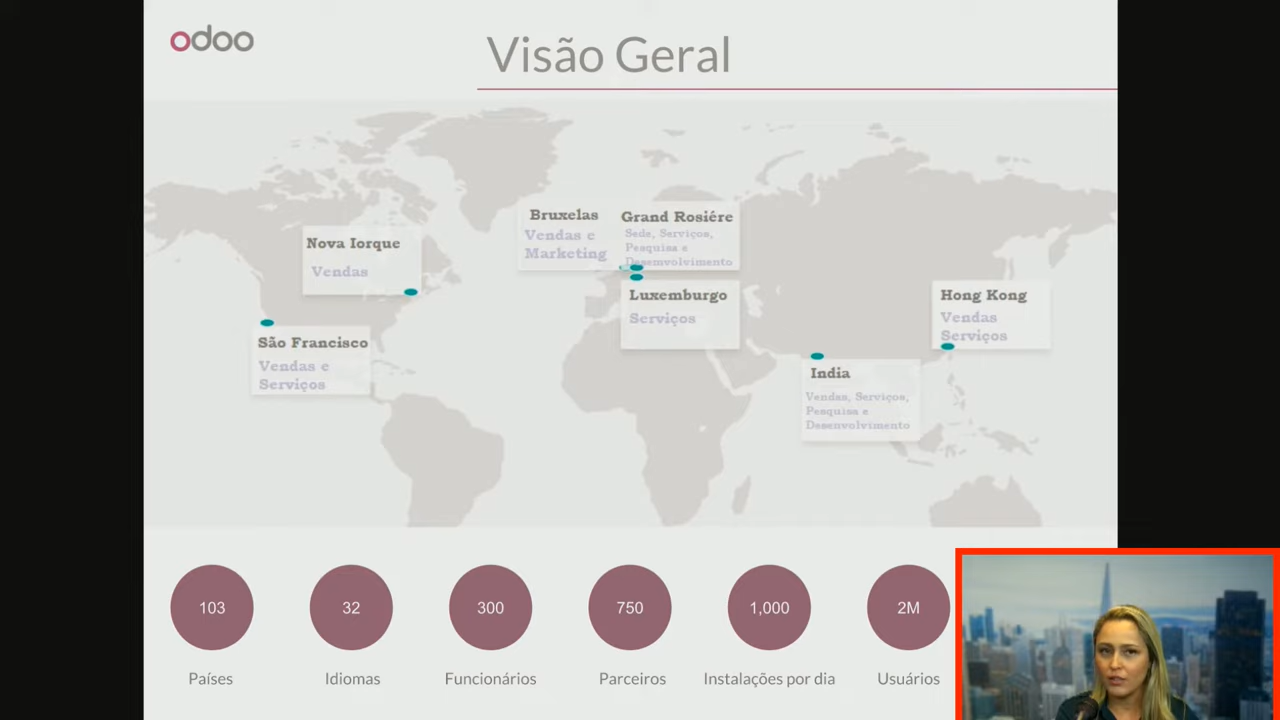 odoo
Visão Geral
Bruxelas
Vendas e
Marketing
Grand Rosiére
Sede, Serviços,
Pesquisa e
Desenvolvimento
Nova Iorque
Vendas
Luxemburgo
Serviços
Hong Kong
Vendas
Serviços
São Francisco
Vendas e
Serviços
India
Vendas, Serviços,
Pesquisa e
Desenvolvimento
103
32
300
750
1,000
2M
Países
Idiomas
Funcionários
Parceiros
Instalações por dia
Usuários